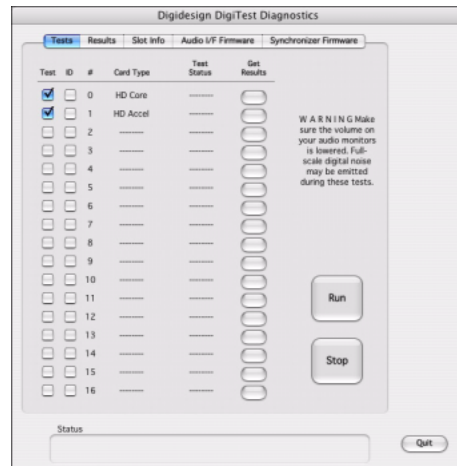 Digidesign DigiTest Diagnostics
Tests Results Slot Info Audio I/F Firmware Synchronizer Firmware
Test ID # Card Type Test Status Get Results
0 HD Core --------
1 HD Accel --------
2 -------- --------
3 -------- --------
4 -------- --------
5 -------- --------
6 -------- --------
7 -------- --------
8 -------- --------
9 -------- --------
10 -------- --------
11 -------- --------
12 -------- --------
13 -------- --------
14 -------- --------
15 -------- --------
16 -------- --------
W A R N I N G Make
sure the volume on
your audio monitors
is lowered. Full-
scale digital noise
may be emitted
during these tests.
Run
Stop
Status
Quit